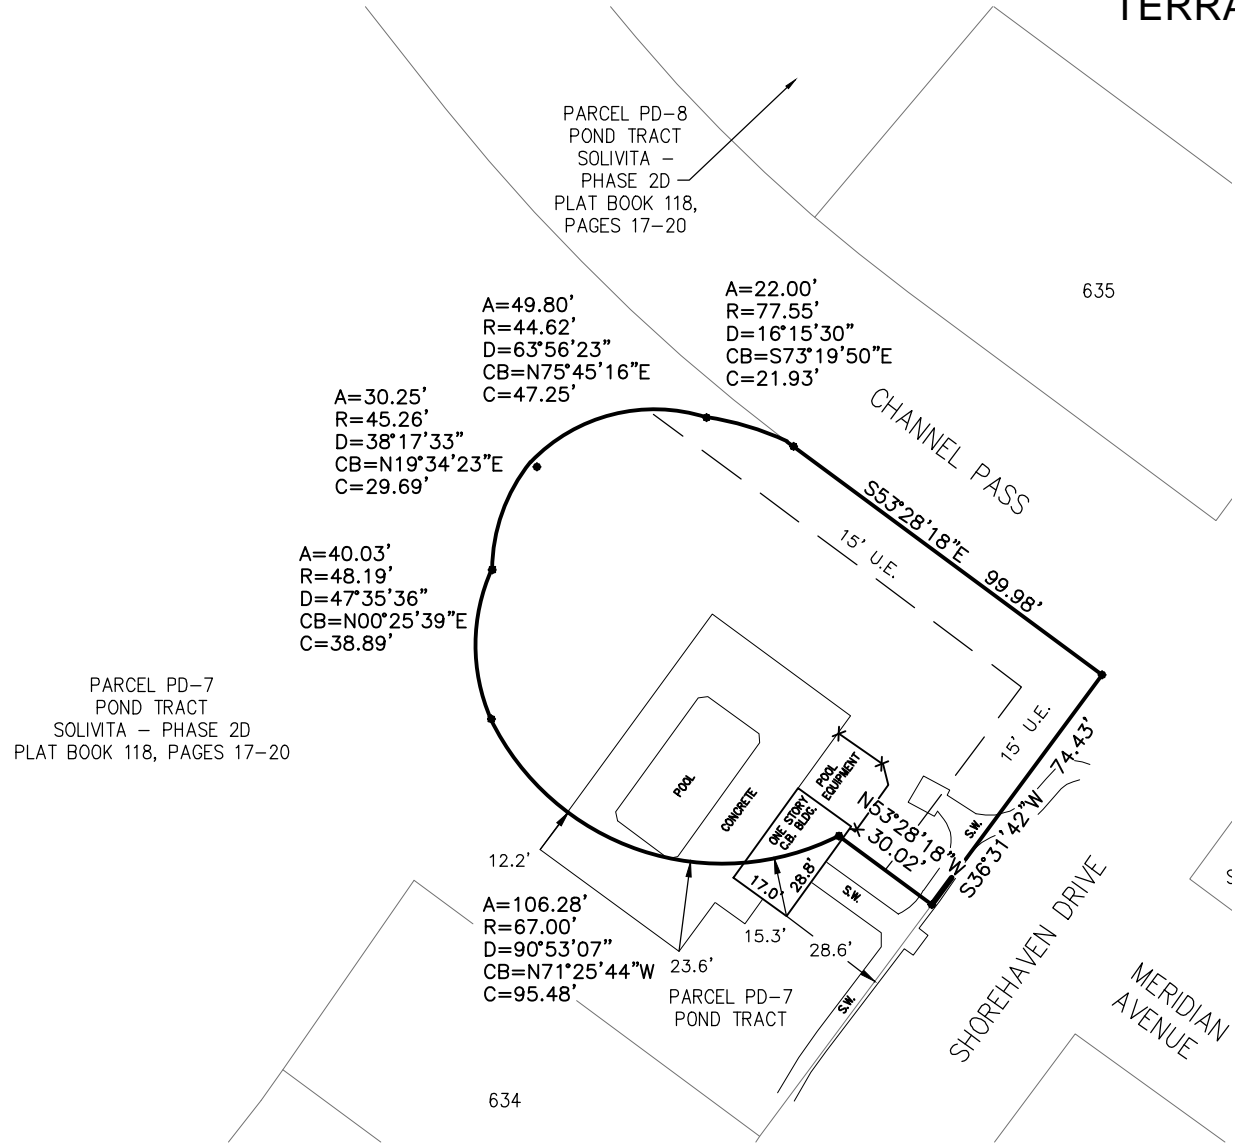 TERRA
PARCEL PD-8
POND TRACT
SOLIVITA -
PHASE 2D
PLAT BOOK 118,
PAGES 17-20
635
A=49.80'
R=44.62'
D=63°56'23"
CB=N75°45'16"E
C=47.25'
A=22.00'
R=77.55'
D=16°15'30"
CB=S73°19'50"E
C=21.93'
A=30.25'
R=45.26'
D=38°17'33"
CB=N19°34'23"E
C=29.69'
CHANNEL PASS
S53°28'18"E
99.98'
15' U.E.
A=40.03'
R=48.19'
D=47°35'36"
CB=N00°25'39"E
C=38.89'
PARCEL PD-7
POND TRACT
SOLIVITA - PHASE 2D
PLAT BOOK 118, PAGES 17-20
15' U.E.
74.43'
S36°31'42"W
POOL
CONCRETE
POOL
EQUIPMENT
ONE STORY
C.B. BLDG.
N53°28'18"W
30.02'
S.W.
12.2'
17.0'
28.8'
S.W.
A=106.28'
R=67.00'
D=90°53'07"
CB=N71°25'44"W
C=95.48'
15.3'
28.6'
23.6'
PARCEL PD-7
POND TRACT
S.W.
SHOREHAVEN DRIVE
MERIDIAN
AVENUE
634